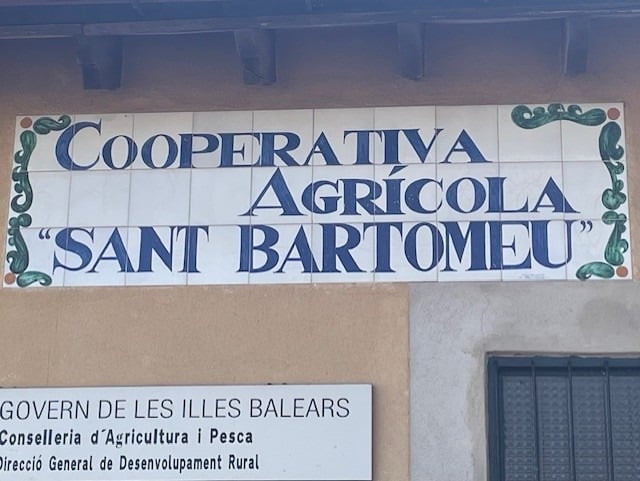 COOPERATIVA
AGRÍCOLA
"SANT BARTOMEU"
GOVERN DE LES ILLES BALEARS
Conselleria d'Agricultura i Pesca
Direcció General de Desenvolupament Rural